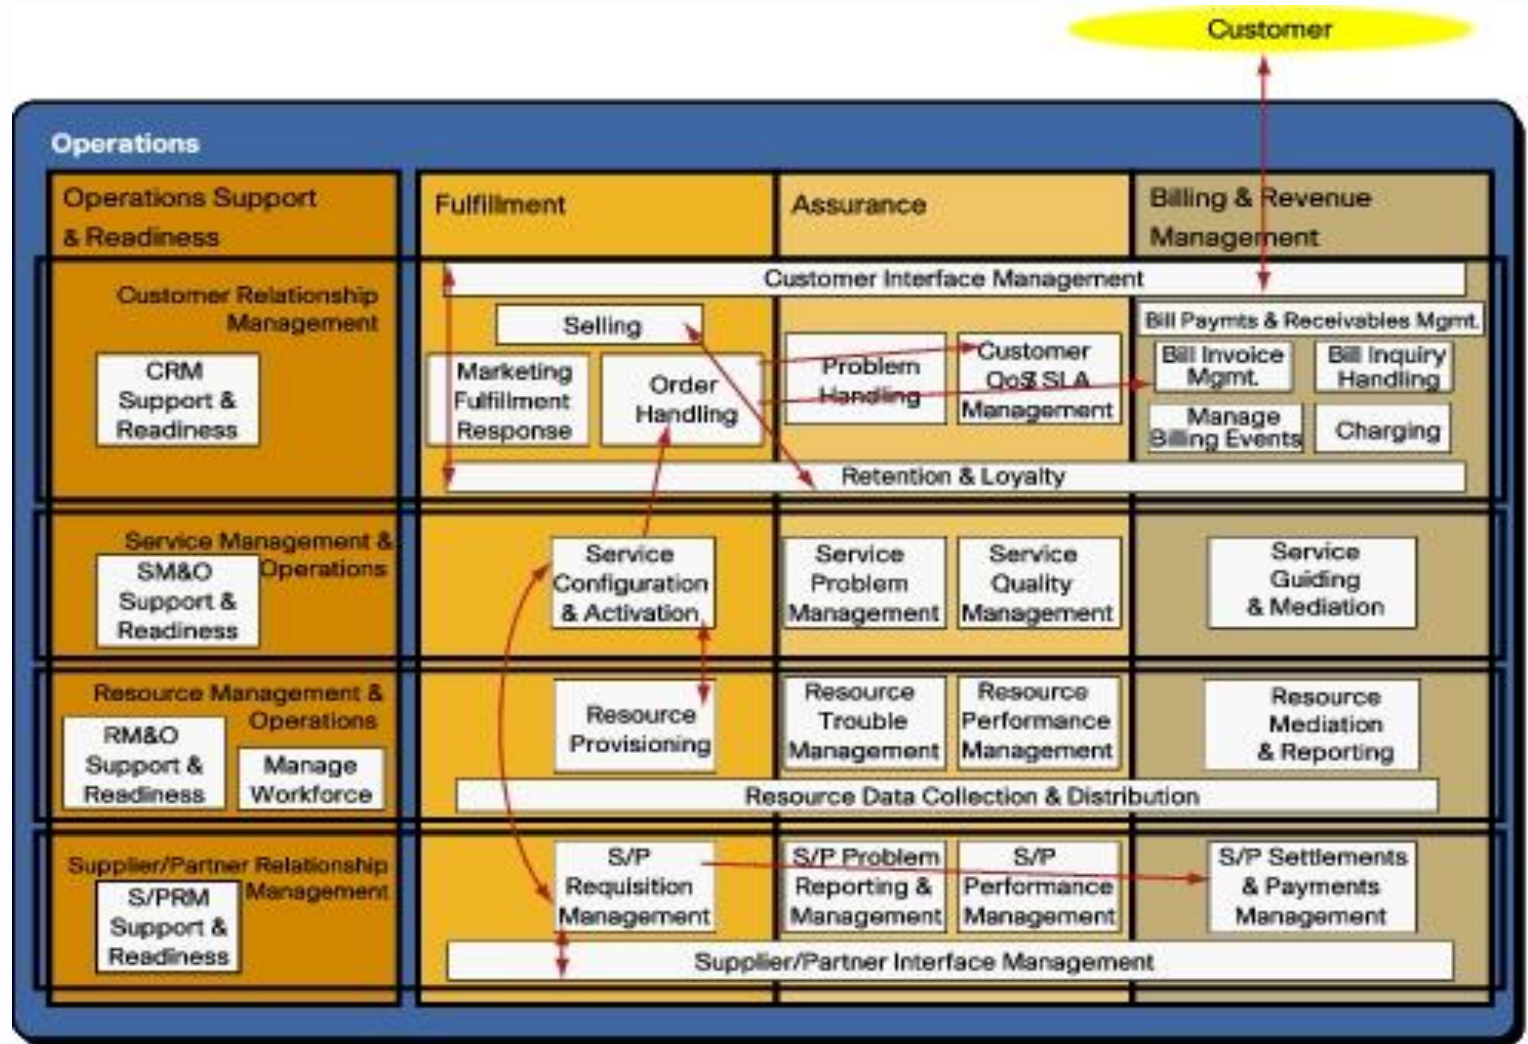 Customer
Operations
Operations Support
& Readiness
Fulfillment
Assurance
Billing & Revenue
Management
Customer Interface Management
Customer Relationship
Management
CRM
Support &
Readiness
Selling
Marketing
Fulfillment
Response
Order
Handling
Problem
Handling
Customer
QoS SLA
Management
Bill Paymts & Receivables Mgmt.
Bill Invoice
Mgmt.
Bill Inquiry
Handling
Manage
Billing Events
Charging
Retention & Loyalty
Service Management &
Operations
SM&O
Support &
Readiness
Service
Configuration
& Activation
Service
Problem
Management
Service
Quality
Management
Service
Guiding
& Mediation
Resource Management &
Operations
RM&O
Support &
Readiness
Manage
Workforce
Resource
Provisioning
Resource
Trouble
Management
Resource
Performance
Management
Resource
Mediation
& Reporting
Resource Data Collection & Distribution
Supplier/Partner Relationship
Management
S/PRM
Support &
Readiness
S/P
Requisition
Management
S/P Problem
Reporting &
Management
S/P
Performance
Management
S/P Settlements
& Payments
Management
Supplier/Partner Interface Management